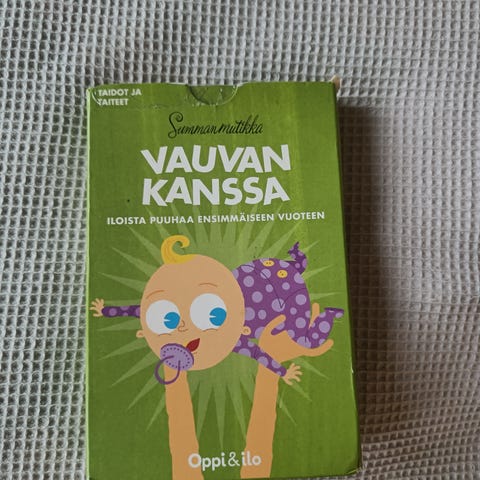 TAIDOT JA
TAITEET
Summanmutikka
VAUVAN
KANSSA
ILOISTA PUUHAA ENSIMMÄISEEN VUOTEEN
Oppi&ilo